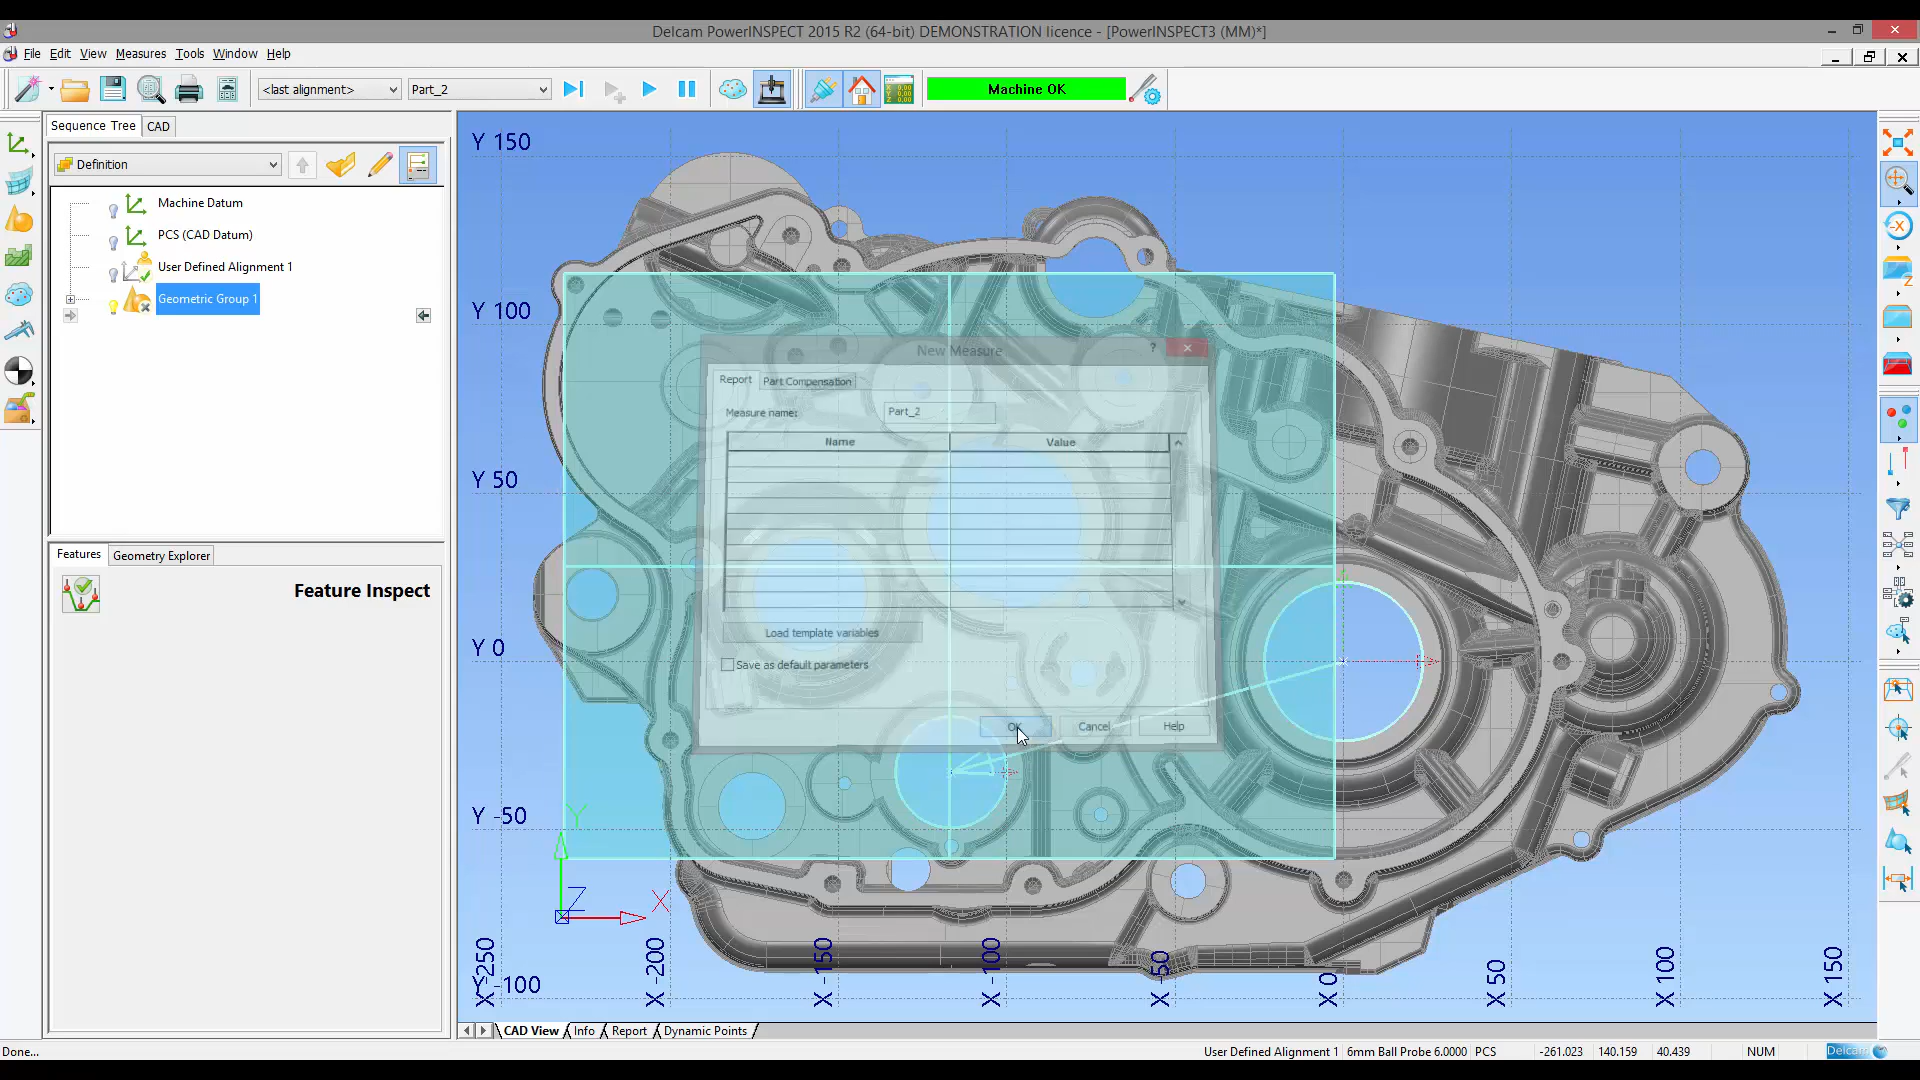 Delcam PowerINSPECT 2015 R2 (64-bit) DEMONSTRATION licence - [PowerINSPECT3 (MM)*]
File Edit View Measures Tools Window Help
<last alignment> Part_2 Machine OK
Sequence Tree CAD
Definition
Machine Datum
PCS (CAD Datum)
User Defined Alignment 1
Geometric Group 1
Features Geometry Explorer
Feature Inspect
Y 150
Y 100
Y 50
Y 0
Y -50
Y -100
New Measure
Report Part Compensation
Measure name: Part_2
Name Value
Load template variables
Save as default parameters
OK Cancel Help
Y
Z
X
X -250
X -200
X -150
X -100
X -50
X 0
X 50
X 100
X 150
CAD View Info Report Dynamic Points
Done... User Defined Alignment 1 6mm Ball Probe 6.0000 PCS -261.023 140.159 40.439 NUM Delcam